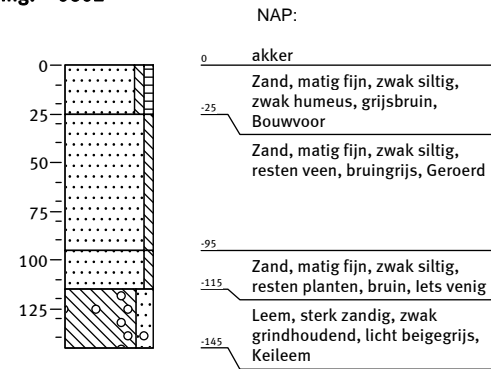 NAP:
0 akker
0
Zand, matig fijn, zwak siltig,
zwak humeus, grijsbruin,
Bouwvoor
-25
25
Zand, matig fijn, zwak siltig,
resten veen, bruingrijs, Geroerd
50
75
-95
100
Zand, matig fijn, zwak siltig,
resten planten, bruin, Iets venig
-115
125
Leem, sterk zandig, zwak
grindhoudend, licht beigegrijs,
Keileem
-145